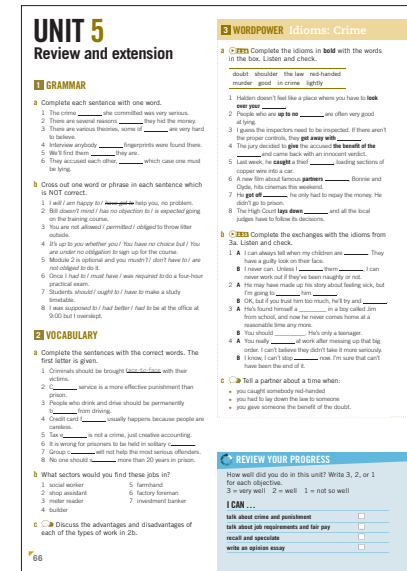 UNIT 5
Review and extension
1 GRAMMAR
a Complete each sentence with one word.
1 The crime ______ she committed was very serious.
2 There are several reasons ______ they hid the money.
3 There are various theories, some of ______ are very hard
to believe.
4 Interview anybody ______ fingerprints were found there.
5 We'll find them ______ they are.
6 They accused each other, ______ which case one must
be lying.
b Cross out one word or phrase in each sentence which
is NOT correct.
1 I will / am happy to / have got to help you, no problem.
2 Bill doesn't mind / has no objection to / is expected going
on the training course.
3 You are not allowed / permitted / obliged to throw litter
outside.
4 It's up to you whether you / You have no choice but / You
are under no obligation to sign up for the course.
5 Module 2 is optional and you mustn't / don't have to / are
not obliged to do it.
6 Once I had to / must have / was required to do a four-hour
practical exam.
7 Students should / ought to / have to make a study
timetable.
8 I was supposed to / had better / had to be at the office at
9:00 but I overslept.
2 VOCABULARY
a Complete the sentences with the correct words. The
first letter is given.
1 Criminals should be brought face-to-face with their
victims.
2 C______ service is a more effective punishment than
prison.
3 People who drink and drive should be permanently
b______ from driving.
4 Credit card f______ usually happens because people are
careless.
5 Tax e______ is not a crime, just creative accounting.
6 It is wrong for prisoners to be held in solitary c______.
7 Group c______ will not help the most serious offenders.
8 No one should s______ more than 20 years in prison.
b What sectors would you find these jobs in?
1 social worker
2 shop assistant
3 meter reader
4 builder
5 farmhand
6 factory foreman
7 investment banker
c Discuss the advantages and disadvantages of
each of the types of work in 2b.
66
3 WORDPOWER Idioms: Crime
a Complete the idioms in bold with the words
in the box. Listen and check.
doubt shoulder the law red-handed
murder good in crime lightly
1 Halden doesn't feel like a place where you have to look
over your ______.
2 People who are up to no ______ are often very good
at lying.
3 I guess the inspectors need to be inspected. If there aren't
the proper controls, they get away with ______.
4 The jury decided to give the accused the benefit of the
______ and came back with an innocent verdict.
5 Last week, he caught a thief ______ loading sections of
copper wire into a car.
6 A new film about famous partners ______, Bonnie and
Clyde, hits cinemas this weekend.
7 He got off ______, he only had to repay the money. He
didn't go to prison.
8 The High Court lays down ______ and all the local
judges have to follow its decisions.
b Complete the exchanges with the idioms from
3a. Listen and check.
1 A I can always tell when my children are ______. They
have a guilty look on their face.
B I never can. Unless I ______ them ______, I can
never work out if they've been naughty or not.
2 A He may have made up his story about feeling sick, but
I'm going to ______ him ______.
B OK, but if you trust him too much, he'll try and ______.
3 A He's found himself a ______ in a boy called Jim
from school, and now he never comes home at a
reasonable time any more.
B You should ______. He's only a teenager.
4 A You really ______ at work after messing up that big
order. I can't believe they didn't take it more seriously.
B I know, I can't stop ______ now. I'm sure that can't
have been the end of it.
c Tell a partner about a time when:
• you caught somebody red-handed
• you had to lay down the law to someone
• you gave someone the benefit of the doubt.
REVIEW YOUR PROGRESS
How well did you do in this unit? Write 3, 2, or 1
for each objective.
3 = very well 2 = well 1 = not so well
I CAN ...
talk about crime and punishment
talk about job requirements and fair pay
recall and speculate
write an opinion essay